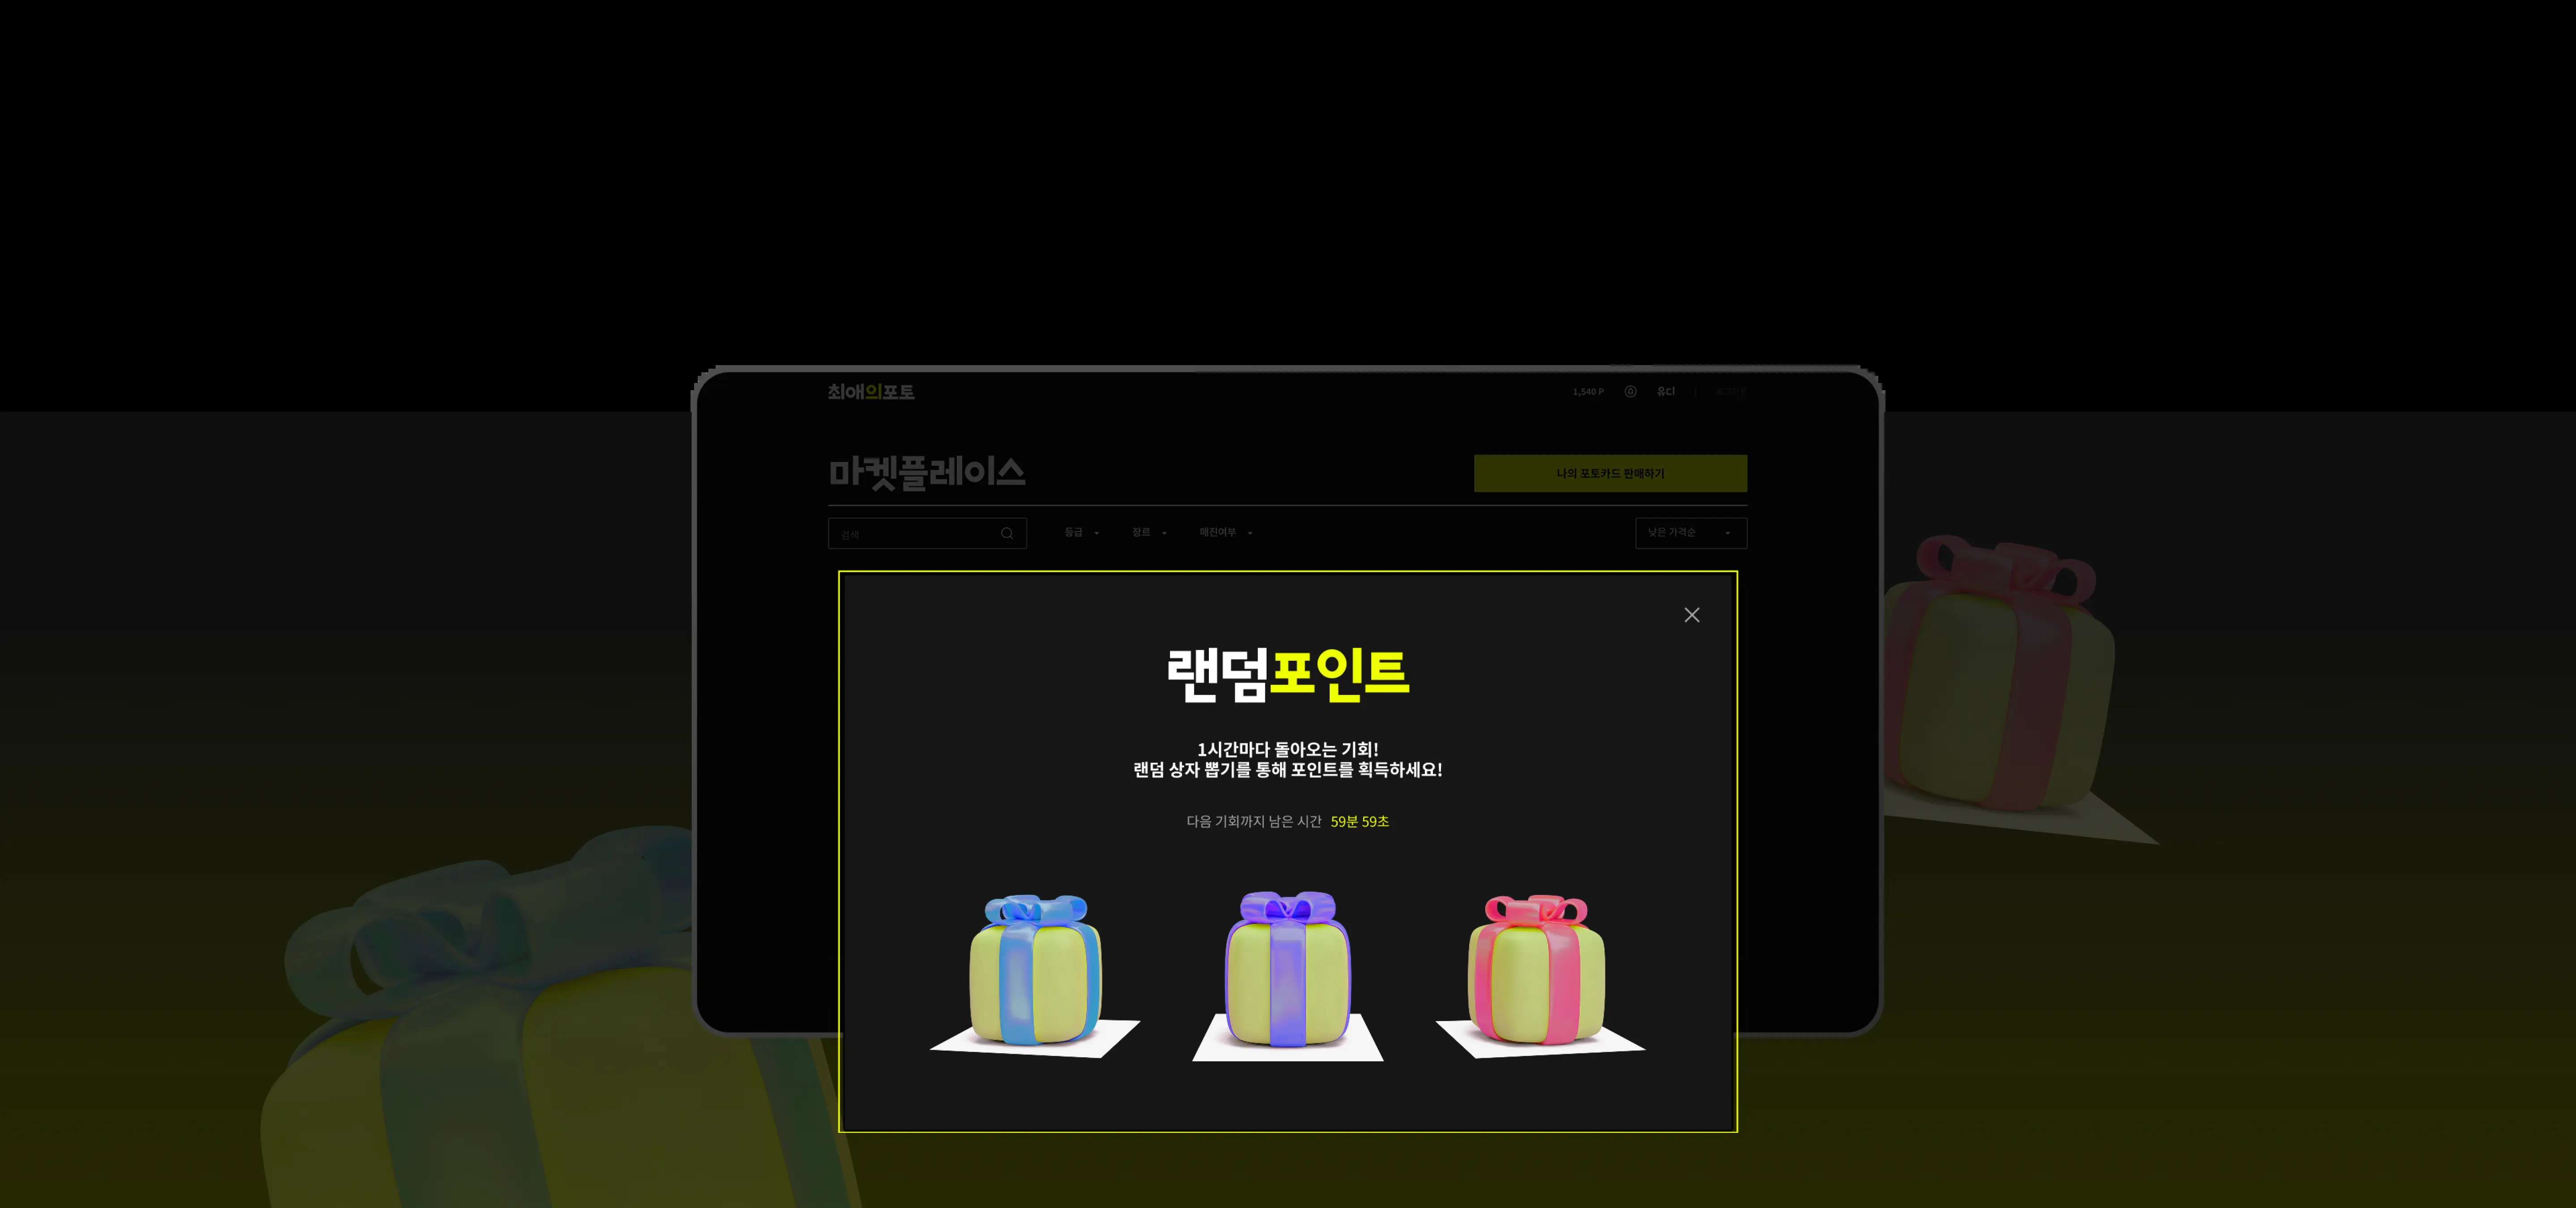 최애의포토
1,540 P 유디 | 로그아웃
마켓플레이스
나의 포토카드 판매하기
검색 등급 장르 매진여부 낮은 가격순
랜덤포인트
1시간마다 돌아오는 기회!
랜덤 상자 뽑기를 통해 포인트를 획득하세요!
다음 기회까지 남은 시간 59분 59초